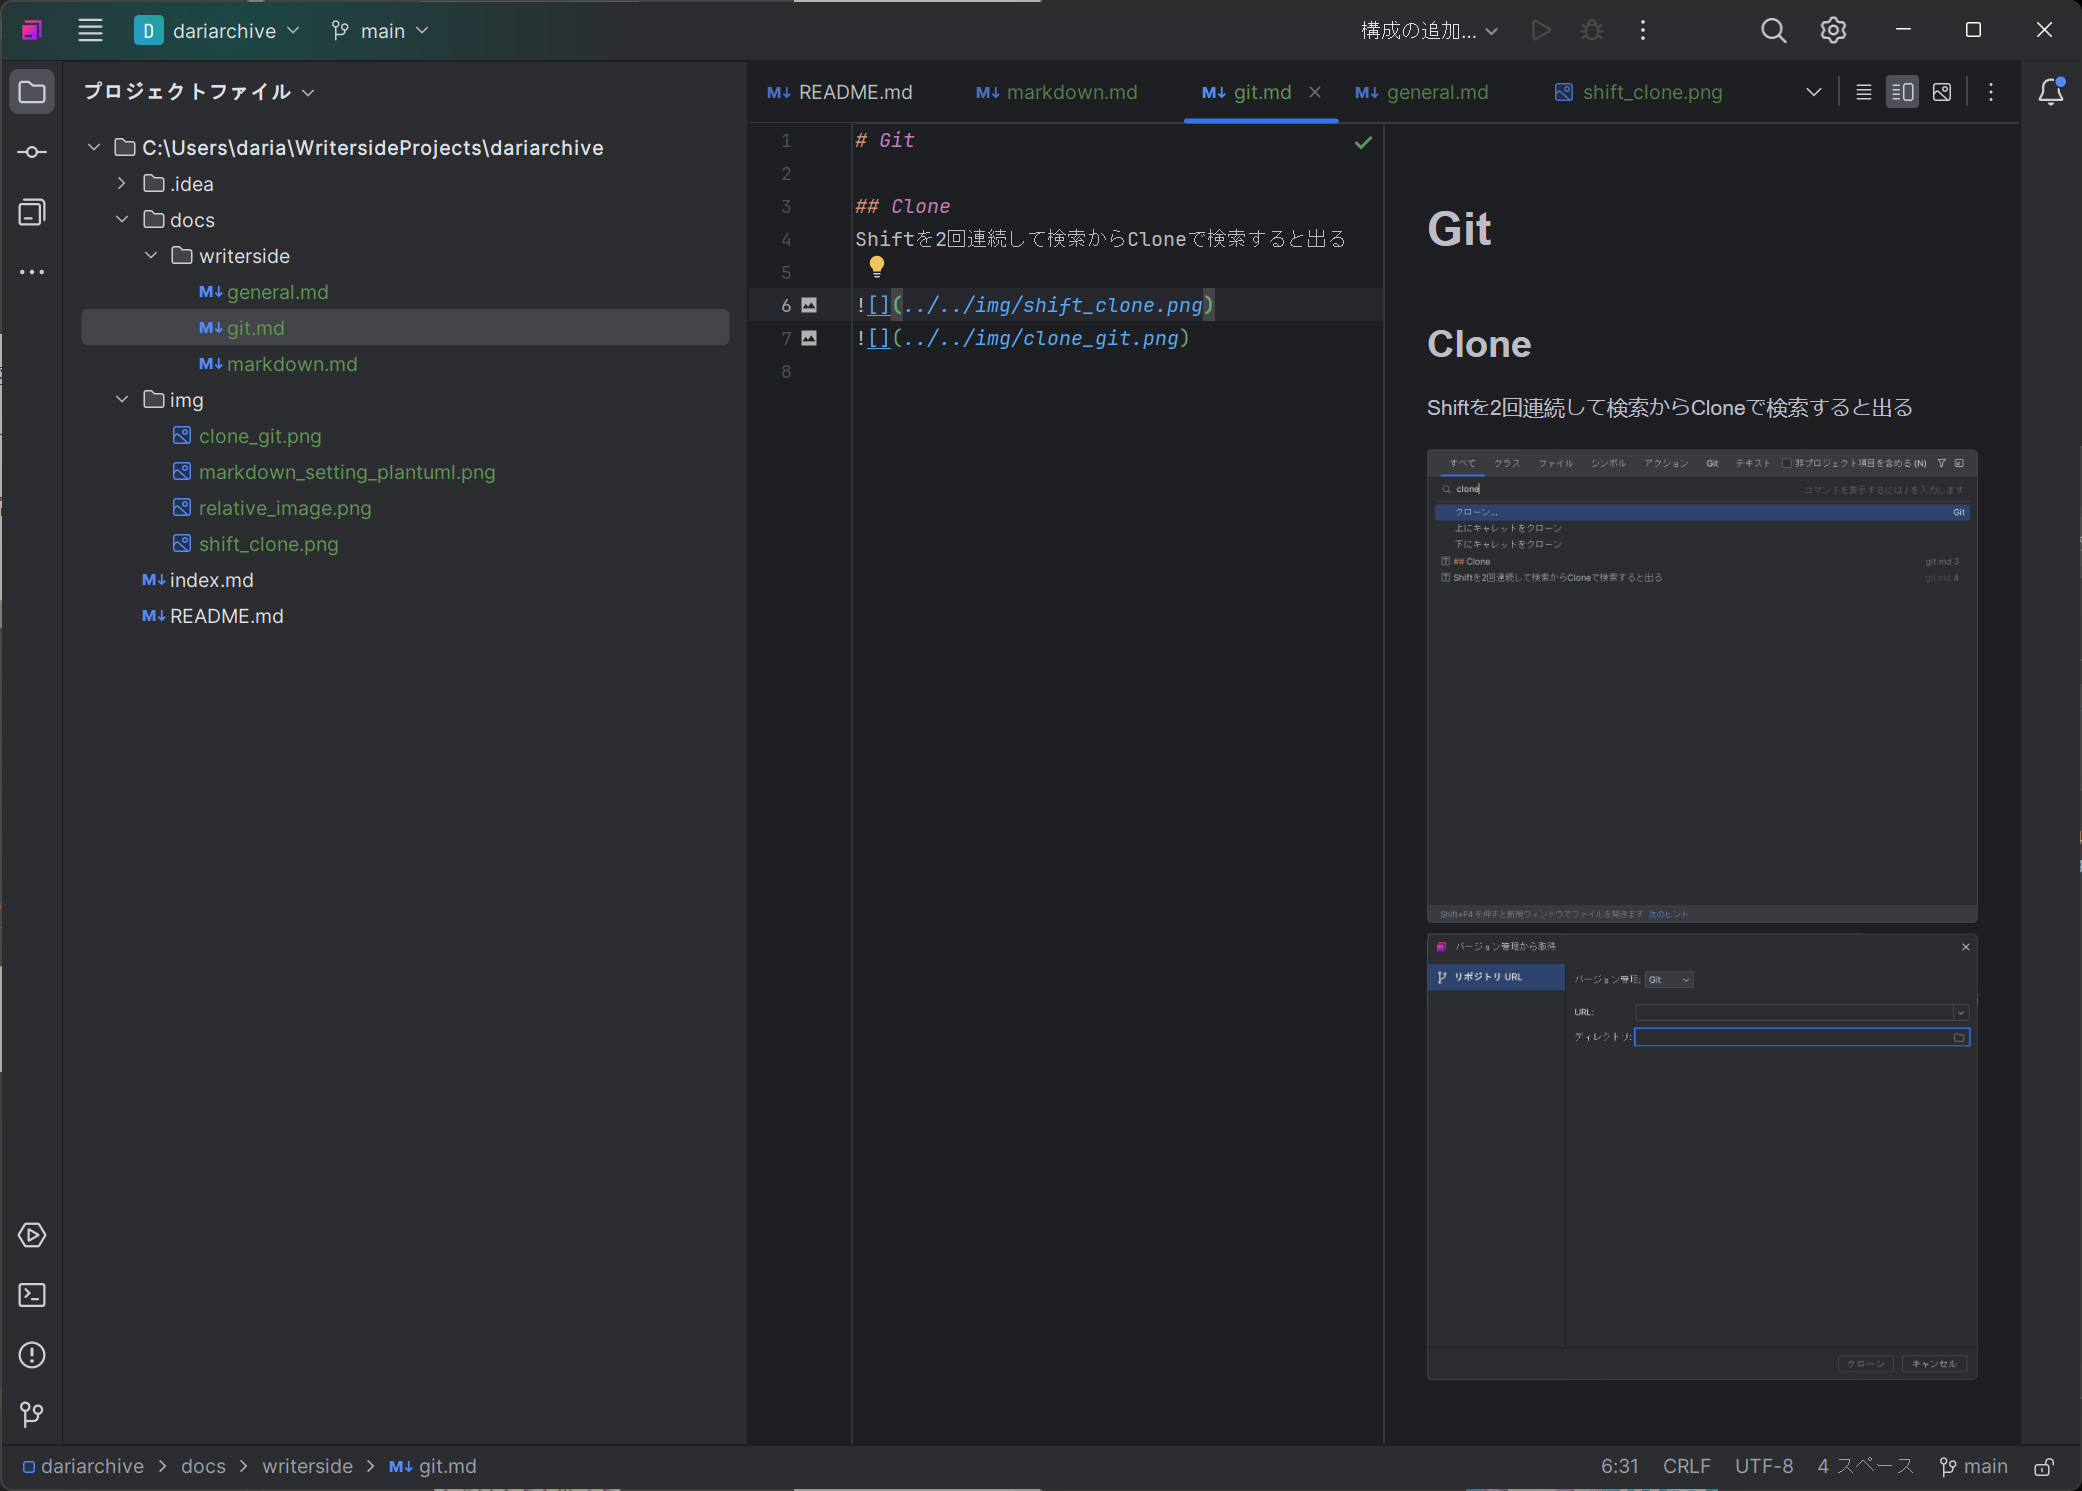 D dariarchive
main
構成の追加...
プロジェクトファイル
C:\Users\daria\WritersideProjects\dariarchive
.idea
docs
writerside
M↓ general.md
M↓ git.md
M↓ markdown.md
img
clone_git.png
markdown_setting_plantuml.png
relative_image.png
shift_clone.png
M↓ index.md
M↓ README.md
M↓ README.md
M↓ markdown.md
M↓ git.md
M↓ general.md
shift_clone.png
1 # Git
2
3 ## Clone
4 Shiftを2回連続して検索からCloneで検索すると出る
5
6 ![](../../img/shift_clone.png)
7 ![](../../img/clone_git.png)
8
Git
Clone
Shiftを2回連続して検索からCloneで検索すると出る
すべて クラス ファイル シンボル アクション Git テキスト 非プロジェクト項目を含める (N)
clone コマンドを表示するには / を入力します
クローン... Git
上にキャレットをクローン
下にキャレットをクローン
## Clone git.md 3
Shiftを2回連続して検索からCloneで検索すると出る git.md 4
Shift+F4 を押すと新規ウィンドウでファイルを開きます 次のヒント
バージョン管理から取得
リポジトリ URL
バージョン管理: Git
URL:
ディレクトリ:
クローン キャンセル
dariarchive > docs > writerside > M↓ git.md
6:31 CRLF UTF-8 4 スペース main